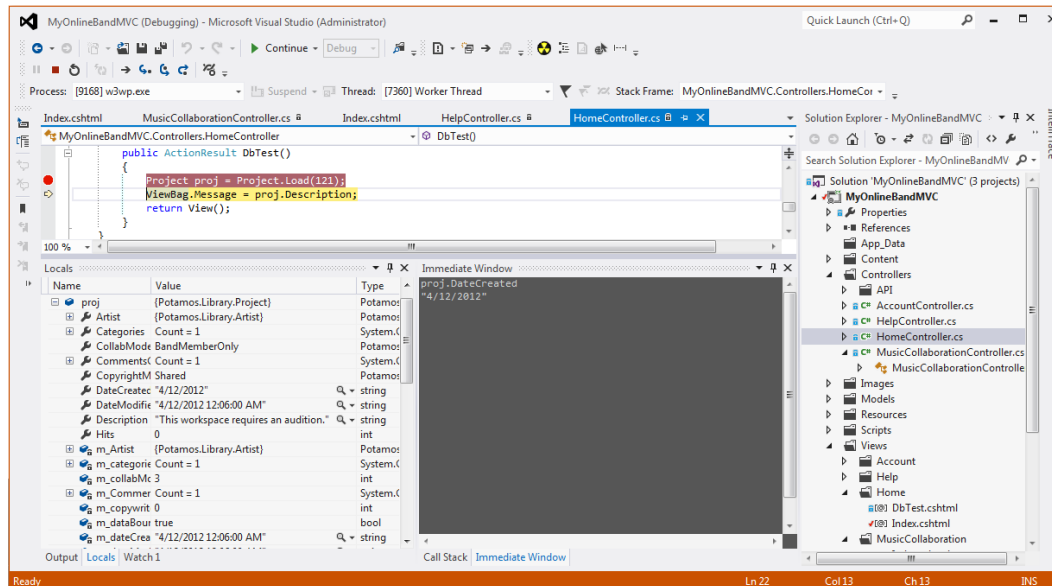 MyOnlineBandMVC (Debugging) - Microsoft Visual Studio (Administrator)
Quick Launch (Ctrl+Q)
Continue
Debug
Process: [9168] w3wp.exe
Suspend
Thread: [7360] Worker Thread
Stack Frame: MyOnlineBandMVC.Controllers.HomeCor
Index.cshtml
MusicCollaborationController.cs
Index.cshtml
HelpController.cs
HomeController.cs
MyOnlineBandMVC.Controllers.HomeController
DbTest()
public ActionResult DbTest()
{
Project proj = Project.Load(121);
ViewBag.Message = proj.Description;
return View();
}
}
100 %
Locals
Name Value Type
proj {Potamos.Library.Project} Potamos
Artist {Potamos.Library.Artist} Potamos
Categories Count = 1 System.C
CollabMode BandMemberOnly Potamos
Comments( Count = 1 System.C
CopyrightM Shared Potamos
DateCreated "4/12/2012" string
DateModifie "4/12/2012 12:06:00 AM" string
Description "This workspace requires an audition." string
Hits 0 int
m_Artist {Potamos.Library.Artist} Potamos
m_categorie Count = 1 System.C
m_collabMo 3 int
m_Commer Count = 1 System.C
m_copywrit 0 int
m_dataBour true bool
m_dateCrea "4/12/2012 12:06:00 AM" string
Output Locals Watch 1
Immediate Window
proj.DateCreated
"4/12/2012"
Call Stack Immediate Window
Solution Explorer - MyOnlineBandMVC
Search Solution Explorer - MyOnlineBandMV
Solution 'MyOnlineBandMVC' (3 projects)
MyOnlineBandMVC
Properties
References
App_Data
Content
Controllers
API
AccountController.cs
HelpController.cs
HomeController.cs
MusicCollaborationController.cs
MusicCollaborationControlle
Images
Models
Resources
Scripts
Views
Account
Help
Home
DbTest.cshtml
Index.cshtml
MusicCollaboration
IntelliTrace
Ready
Ln 22
Col 13
Ch 13
INS